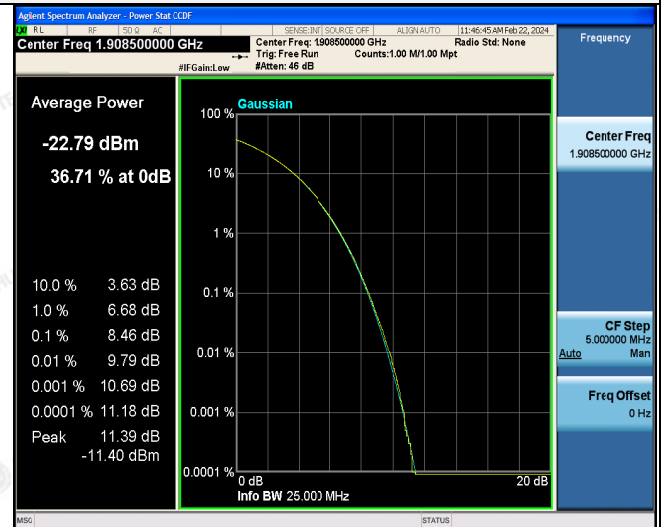 Agilent Spectrum Analyzer - Power Stat CCDF
LXI RL RF 50 Ω AC SENSE:INT SOURCE OFF ALIGN AUTO 11:46:45 AM Feb 22, 2024
Center Freq 1.908500000 GHz
Center Freq: 1.908500000 GHz Radio Std: None
Trig: Free Run Counts:1.00 M/1.00 Mpt
#IFGain:Low #Atten: 46 dB
Frequency
Average Power
-22.79 dBm
36.71 % at 0dB
10.0 % 3.63 dB
1.0 % 6.68 dB
0.1 % 8.46 dB
0.01 % 9.79 dB
0.001 % 10.69 dB
0.0001 % 11.18 dB
Peak 11.39 dB
-11.40 dBm
Gaussian
100 %
10 %
1 %
0.1 %
0.01 %
0.001 %
0.0001 %
0 dB 20 dB
Info BW 25.000 MHz
Center Freq
1.908500000 GHz
CF Step
5.000000 MHz
Auto Man
Freq Offset
0 Hz
MSG STATUS